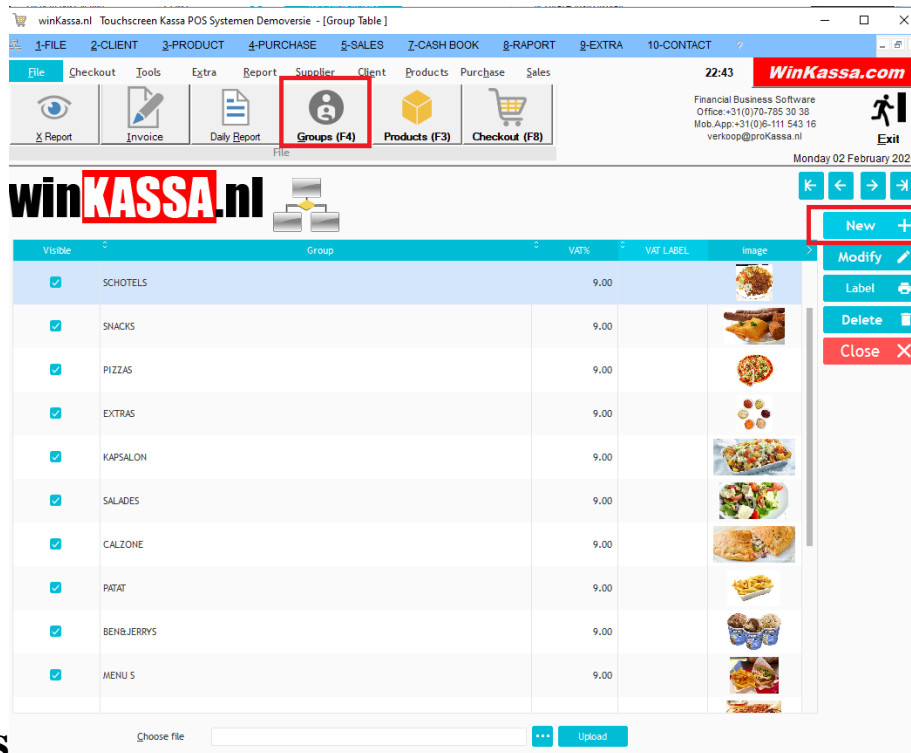 winKassa.nl Touchscreen Kassa POS Systemen Demoversie - [Group Table ]
1-FILE 2-CLIENT 3-PRODUCT 4-PURCHASE 5-SALES 7-CASH BOOK 8-RAPORT 9-EXTRA 10-CONTACT ?
File Checkout Tools Extra Report Supplier Client Products Purchase Sales 22:43 WinKassa.com
Financial Business Software
Office:+31(0)70-785 30 38
Mob.App:+31(0)6-111 543 16
verkoop@proKassa.nl
X Report Invoice Daily Report Groups (F4) Products (F3) Checkout (F8) Exit
File
Monday 02 February 202
winKASSA.nl
New
Visible Group VAT% VAT LABEL image
Modify
SCHOTELS 9.00
Label
SNACKS 9.00
Delete
Close
PIZZAS 9.00
EXTRAS 9.00
KAPSALON 9.00
SALADES 9.00
CALZONE 9.00
PATAT 9.00
BEN&JERRYS 9.00
MENU S 9.00
Choose file ... Upload
s